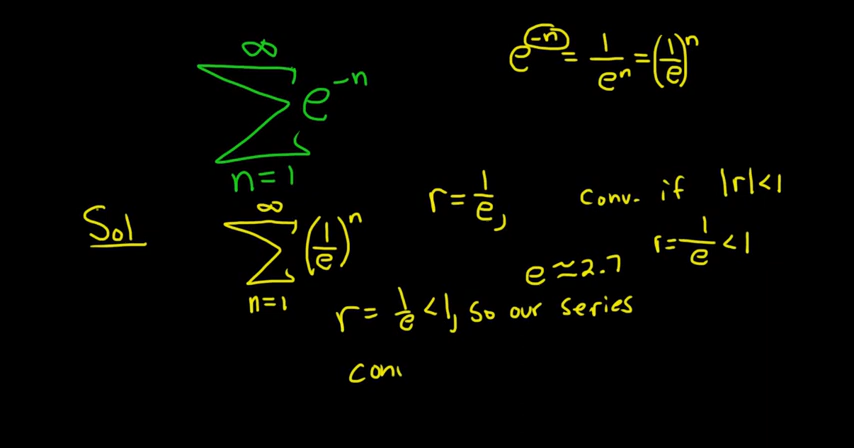 ∞
∑ e^{-n}
n=1
e^{-n} = 1/e^n = (1/e)^n
Sol
∞
∑ (1/e)^n
n=1
r = 1/e,
conv. if |r| < 1
e ≈ 2.7
r = 1/e < 1
r = 1/e < 1, so our series
con